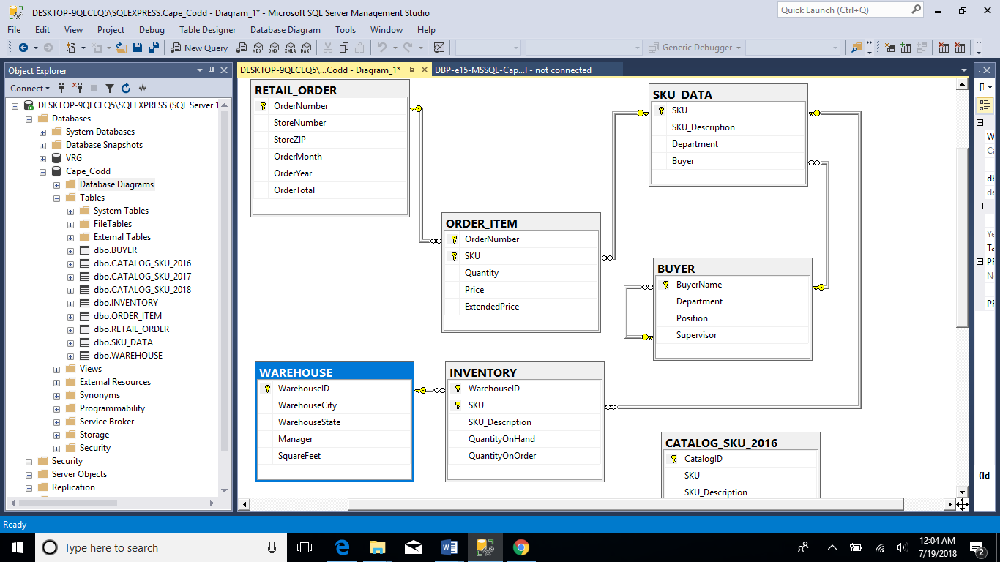 DESKTOP-9QLCLQ5\SQLEXPRESS.Cape_Codd - Diagram_1* - Microsoft SQL Server Management Studio
Quick Launch (Ctrl+Q)
File Edit View Project Debug Table Designer Database Diagram Tools Window Help
New Query MDX DMX XMLA DAX Generic Debugger
Object Explorer
Connect
DESKTOP-9QLCLQ5\SQLEXPRESS (SQL Server 1
Databases
System Databases
Database Snapshots
VRG
Cape_Codd
Database Diagrams
Tables
System Tables
FileTables
External Tables
dbo.BUYER
dbo.CATALOG_SKU_2016
dbo.CATALOG_SKU_2017
dbo.CATALOG_SKU_2018
dbo.INVENTORY
dbo.ORDER_ITEM
dbo.RETAIL_ORDER
dbo.SKU_DATA
dbo.WAREHOUSE
Views
External Resources
Synonyms
Programmability
Service Broker
Storage
Security
Security
Server Objects
Replication
DESKTOP-9QLCLQ5\...Codd - Diagram_1*
DBP-e15-MSSQL-Cap...l - not connected
RETAIL_ORDER
OrderNumber
StoreNumber
StoreZIP
OrderMonth
OrderYear
OrderTotal
SKU_DATA
SKU
SKU_Description
Department
Buyer
ORDER_ITEM
OrderNumber
SKU
Quantity
Price
ExtendedPrice
BUYER
BuyerName
Department
Position
Supervisor
WAREHOUSE
WarehouseID
WarehouseCity
WarehouseState
Manager
SquareFeet
INVENTORY
WarehouseID
SKU
SKU_Description
QuantityOnHand
QuantityOnOrder
CATALOG_SKU_2016
CatalogID
SKU
SKU_Description
(Id
Ready
Type here to search
12:04 AM
7/19/2018
2